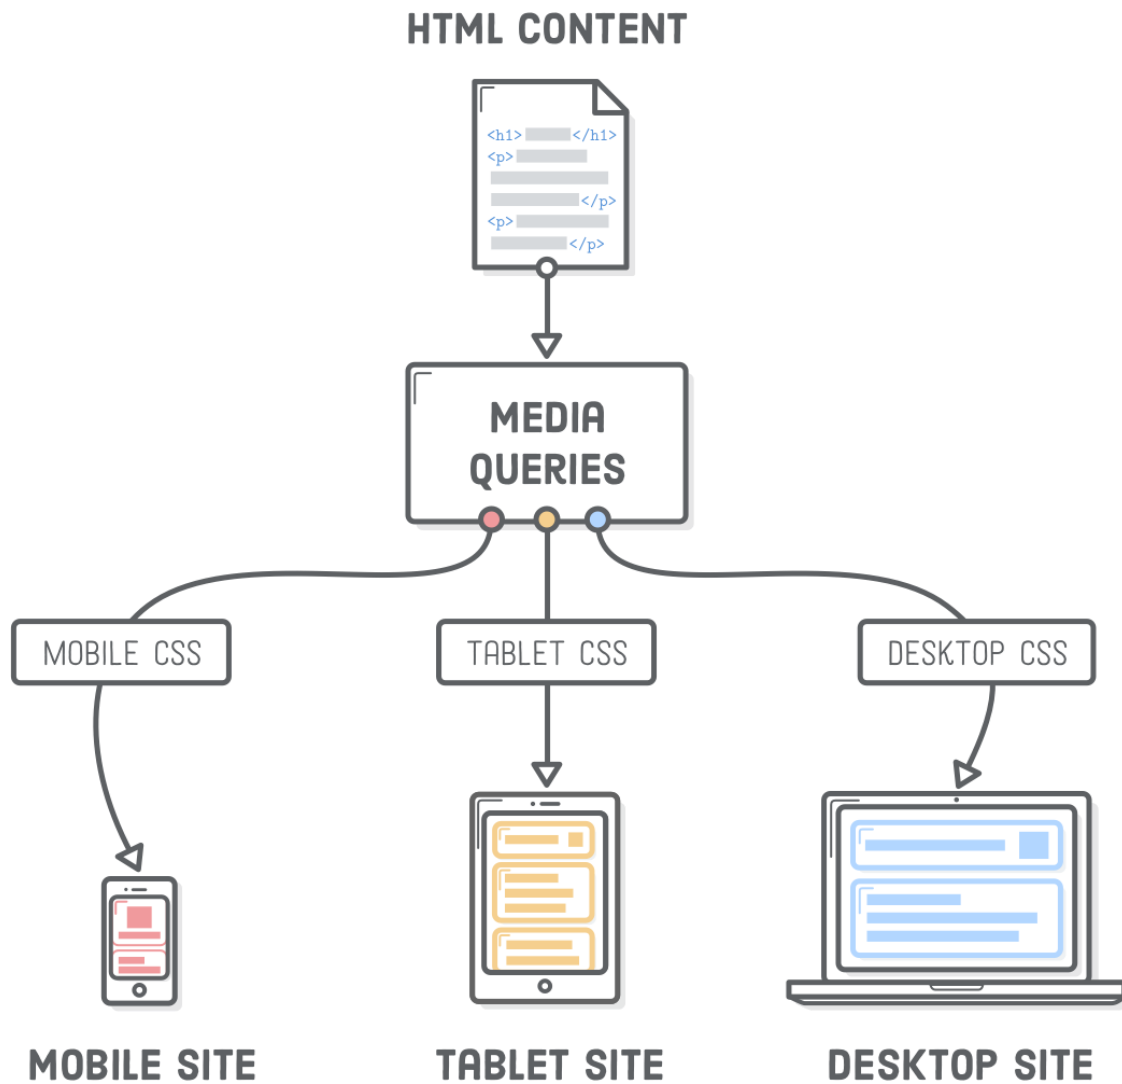 HTML CONTENT
<h1> </h1>
<p>
</p>
<p>
</p>
MEDIA
QUERIES
MOBILE CSS
TABLET CSS
DESKTOP CSS
MOBILE SITE
TABLET SITE
DESKTOP SITE